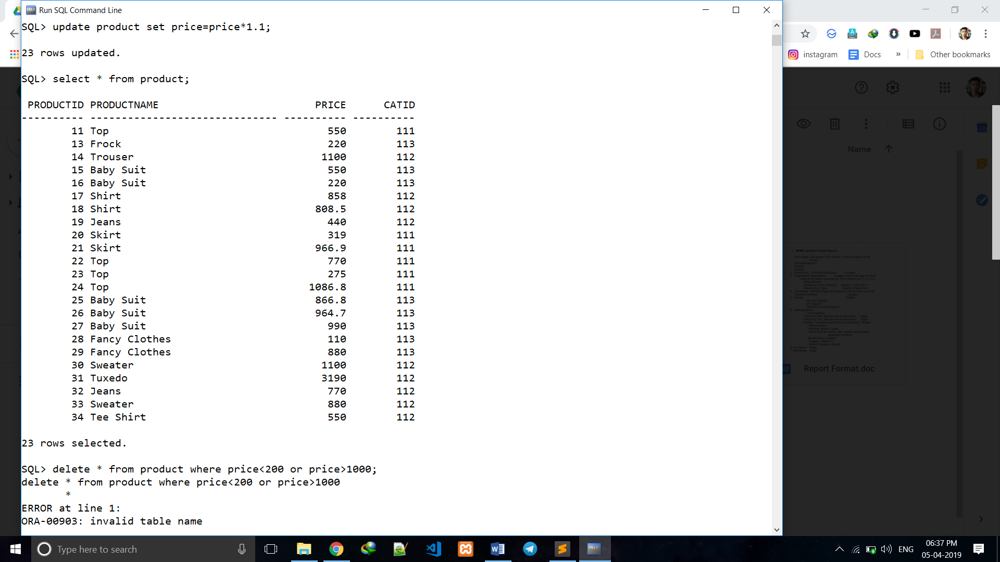 Run SQL Command Line
SQL> update product set price=price*1.1;
23 rows updated.
SQL> select * from product;
PRODUCTID PRODUCTNAME PRICE CATID
---------- ------------------------------ ---------- ----------
11 Top 550 111
13 Frock 220 113
14 Trouser 1100 112
15 Baby Suit 550 113
16 Baby Suit 220 113
17 Shirt 858 112
18 Shirt 808.5 112
19 Jeans 440 112
20 Skirt 319 111
21 Skirt 966.9 111
22 Top 770 111
23 Top 275 111
24 Top 1086.8 111
25 Baby Suit 866.8 113
26 Baby Suit 964.7 113
27 Baby Suit 990 113
28 Fancy Clothes 110 113
29 Fancy Clothes 880 113
30 Sweater 1100 112
31 Tuxedo 3190 112
32 Jeans 770 112
33 Sweater 880 112
34 Tee Shirt 550 112
23 rows selected.
SQL> delete * from product where price<200 or price>1000;
delete * from product where price<200 or price>1000
*
ERROR at line 1:
ORA-00903: invalid table name
instagram Docs » Other bookmarks
Name
Report Format.doc
Type here to search
ENG
06:37 PM
05-04-2019